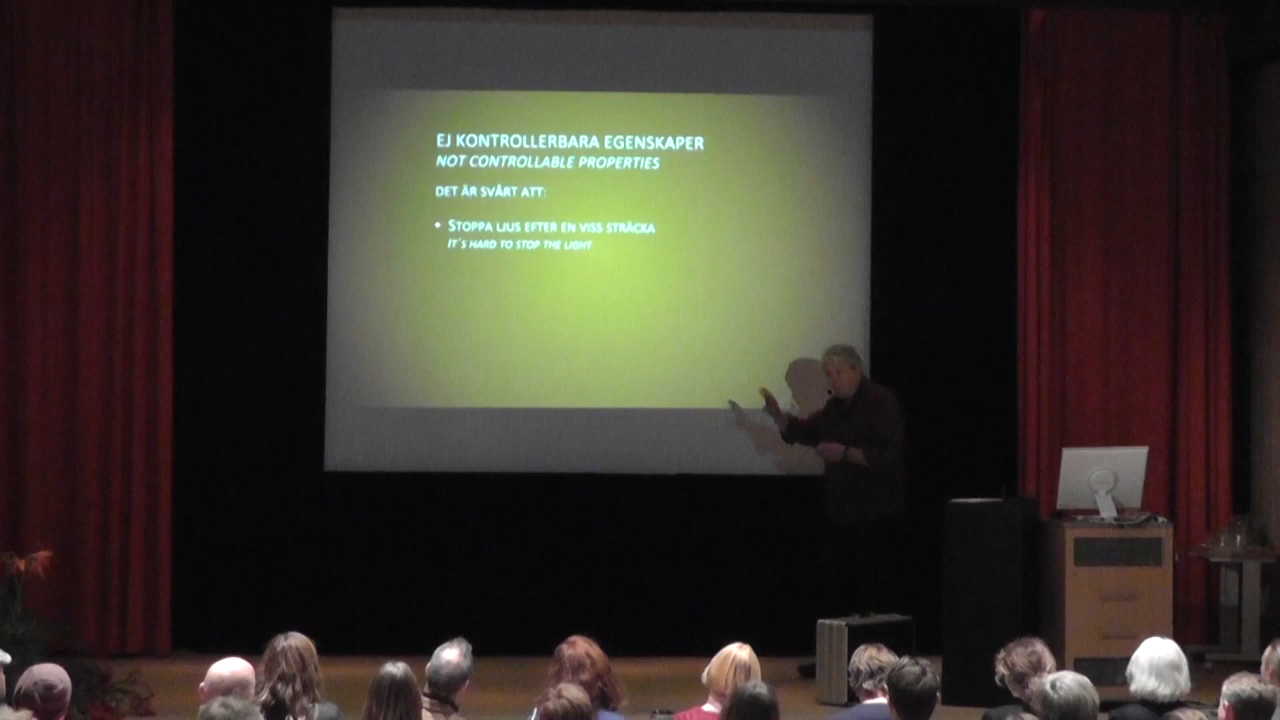 EJ KONTROLLERBARA EGENSKAPER
NOT CONTROLLABLE PROPERTIES
DET ÄR SVÅRT ATT:
• STOPPA LJUS EFTER EN VISS STRÄCKA
IT´S HARD TO STOP THE LIGHT